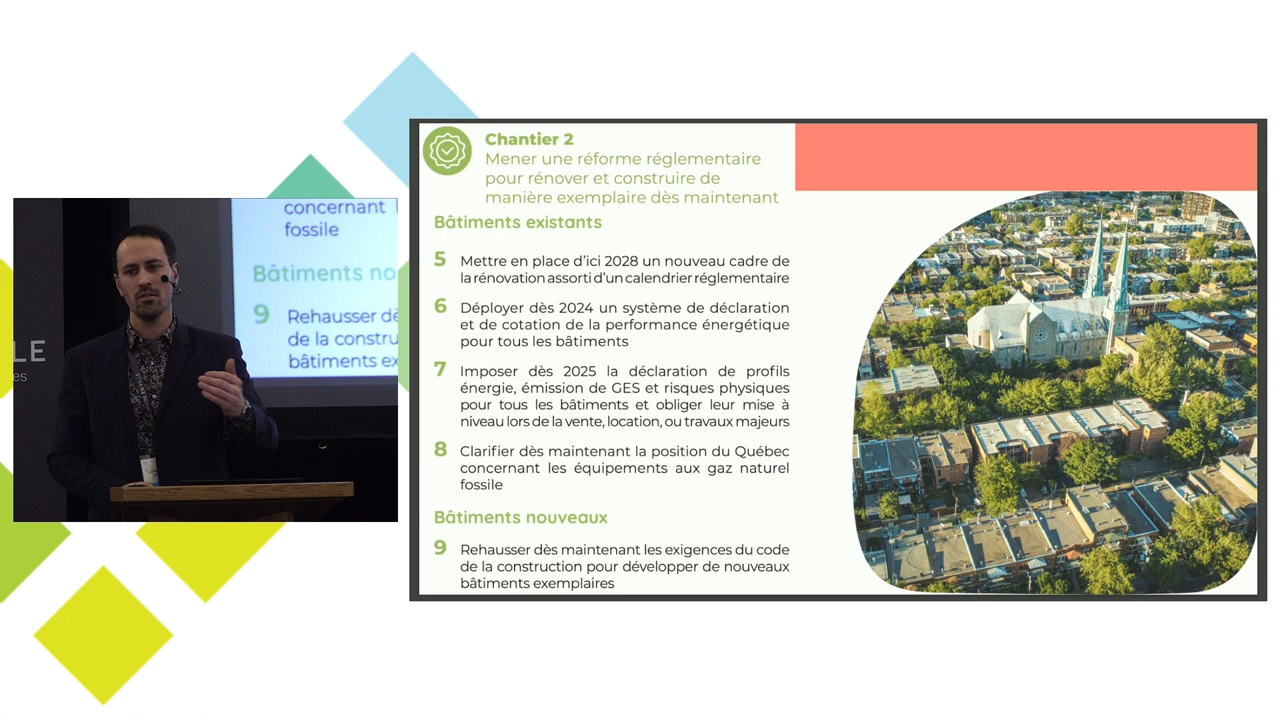 concernant
fossile
Bâtiments no
9 Rehausser dè
de la constru
bâtiments ex
LE
es
Chantier 2
Mener une réforme réglementaire
pour rénover et construire de
manière exemplaire dès maintenant
Bâtiments existants
5 Mettre en place d'ici 2028 un nouveau cadre de
la rénovation assorti d'un calendrier réglementaire
6 Déployer dès 2024 un système de déclaration
et de cotation de la performance énergétique
pour tous les bâtiments
7 Imposer dès 2025 la déclaration de profils
énergie, émission de GES et risques physiques
pour tous les bâtiments et obliger leur mise à
niveau lors de la vente, location, ou travaux majeurs
8 Clarifier dès maintenant la position du Québec
concernant les équipements aux gaz naturel
fossile
Bâtiments nouveaux
9 Rehausser dès maintenant les exigences du code
de la construction pour développer de nouveaux
bâtiments exemplaires